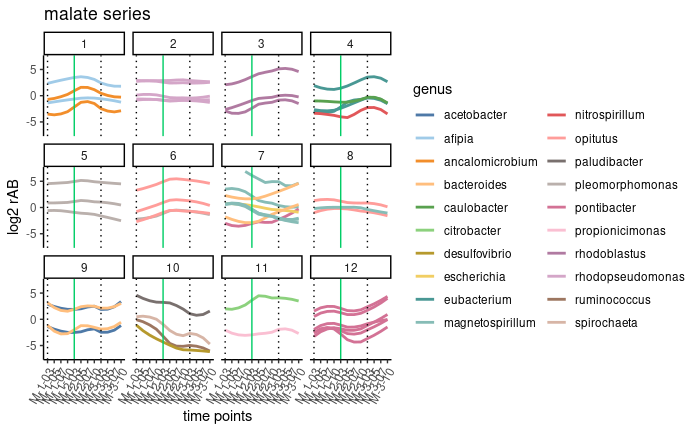 malate series
1 2 3 4
5
0
-5
5 6 7 8
5
0
-5
9 10 11 12
5
0
-5
log2 rAB
time points
genus
acetobacter
afipia
ancalomicrobium
bacteroides
caulobacter
citrobacter
desulfovibrio
escherichia
eubacterium
magnetospirillum
nitrospirillum
opitutus
paludibacter
pleomorphomonas
pontibacter
propionicimonas
rhodoblastus
rhodopseudomonas
ruminococcus
spirochaeta